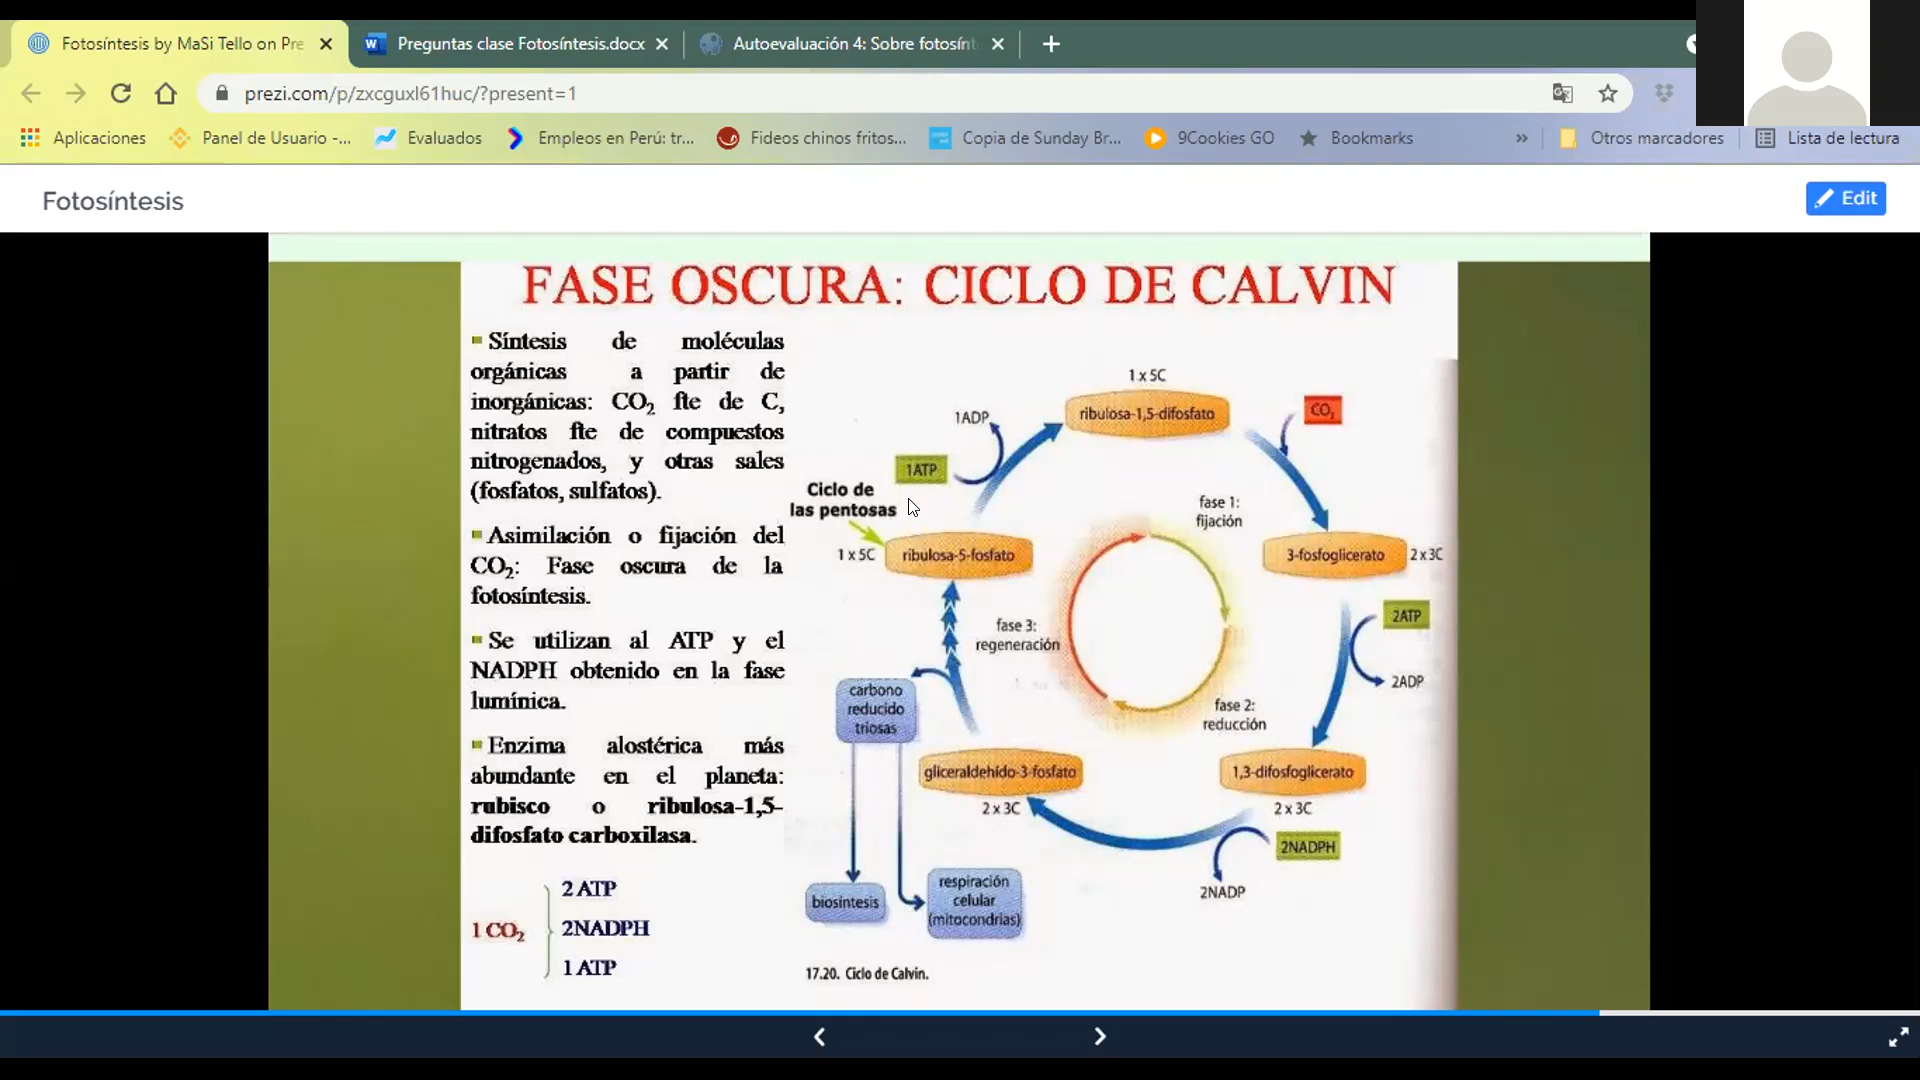 Fotosíntesis by MaSi Tello on Pre
Preguntas clase Fotosíntesis.docx
Autoevaluación 4: Sobre fotosínt
prezi.com/p/zxcguxl61huc/?present=1
Aplicaciones
Panel de Usuario -...
Evaluados
Empleos en Perú: tr...
Fideos chinos fritos...
Copia de Sunday Br...
9Cookies GO
Bookmarks
»
Otros marcadores
Lista de lectura
Fotosíntesis
Edit
FASE OSCURA: CICLO DE CALVIN
Síntesis de moléculas
orgánicas a partir de
inorgánicas: CO₂ fte de C,
nitratos fte de compuestos
nitrogenados, y otras sales
(fosfatos, sulfatos).
Asimilación o fijación del
CO₂: Fase oscura de la
fotosíntesis.
Se utilizan al ATP y el
NADPH obtenido en la fase
lumínica.
Enzima alostérica más
abundante en el planeta:
rubisco o ribulosa-1,5-
difosfato carboxilasa.
1 CO₂
2 ATP
2NADPH
1 ATP
1 x 5C
ribulosa-1,5-difosfato
CO₂
1ADP
1ATP
Ciclo de
las pentosas
1 x 5C
ribulosa-5-fosfato
fase 1:
fijación
3-fosfoglicerato
2 x 3C
2ATP
2ADP
fase 3:
regeneración
fase 2:
reducción
carbono
reducido
triosas
gliceraldehído-3-fosfato
2 x 3C
1,3-difosfoglicerato
2 x 3C
2NADPH
2NADP
biosíntesis
respiración
celular
(mitocondrias)
17.20. Ciclo de Calvin.